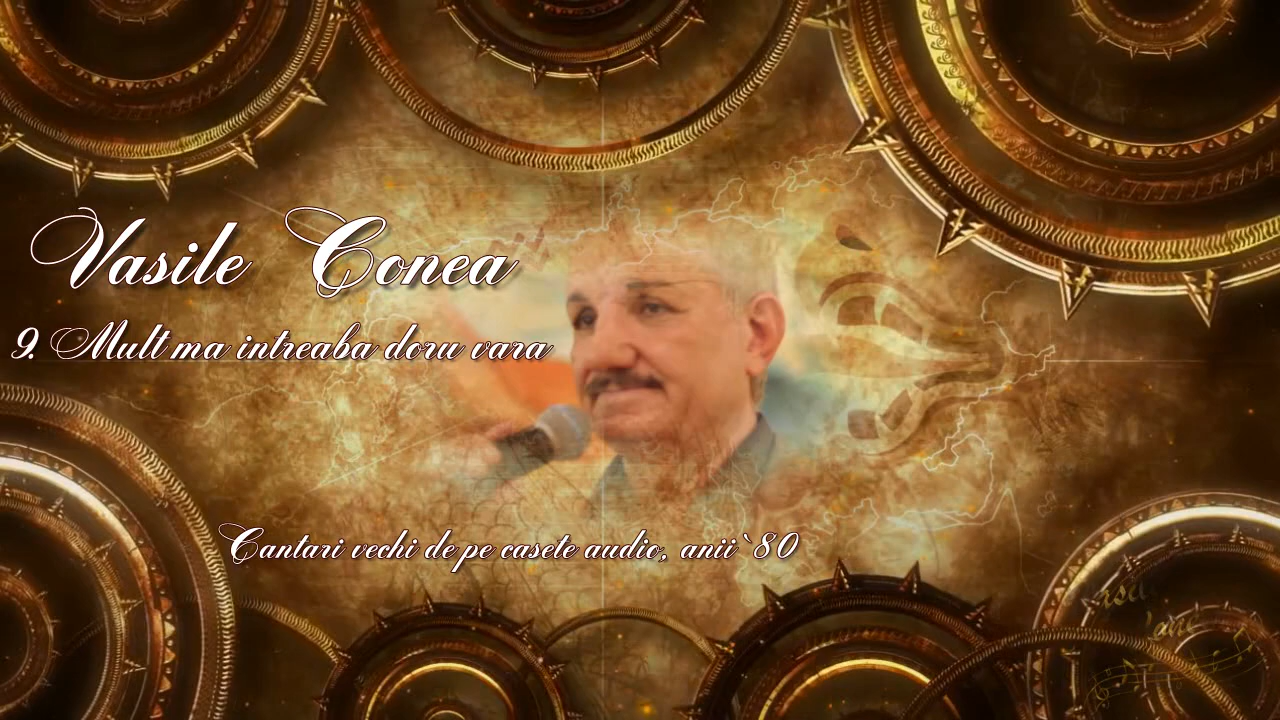 Vasile Conea
9. Mult ma intreaba doru vara
Cantari vechi de pe casete audio, anii`80